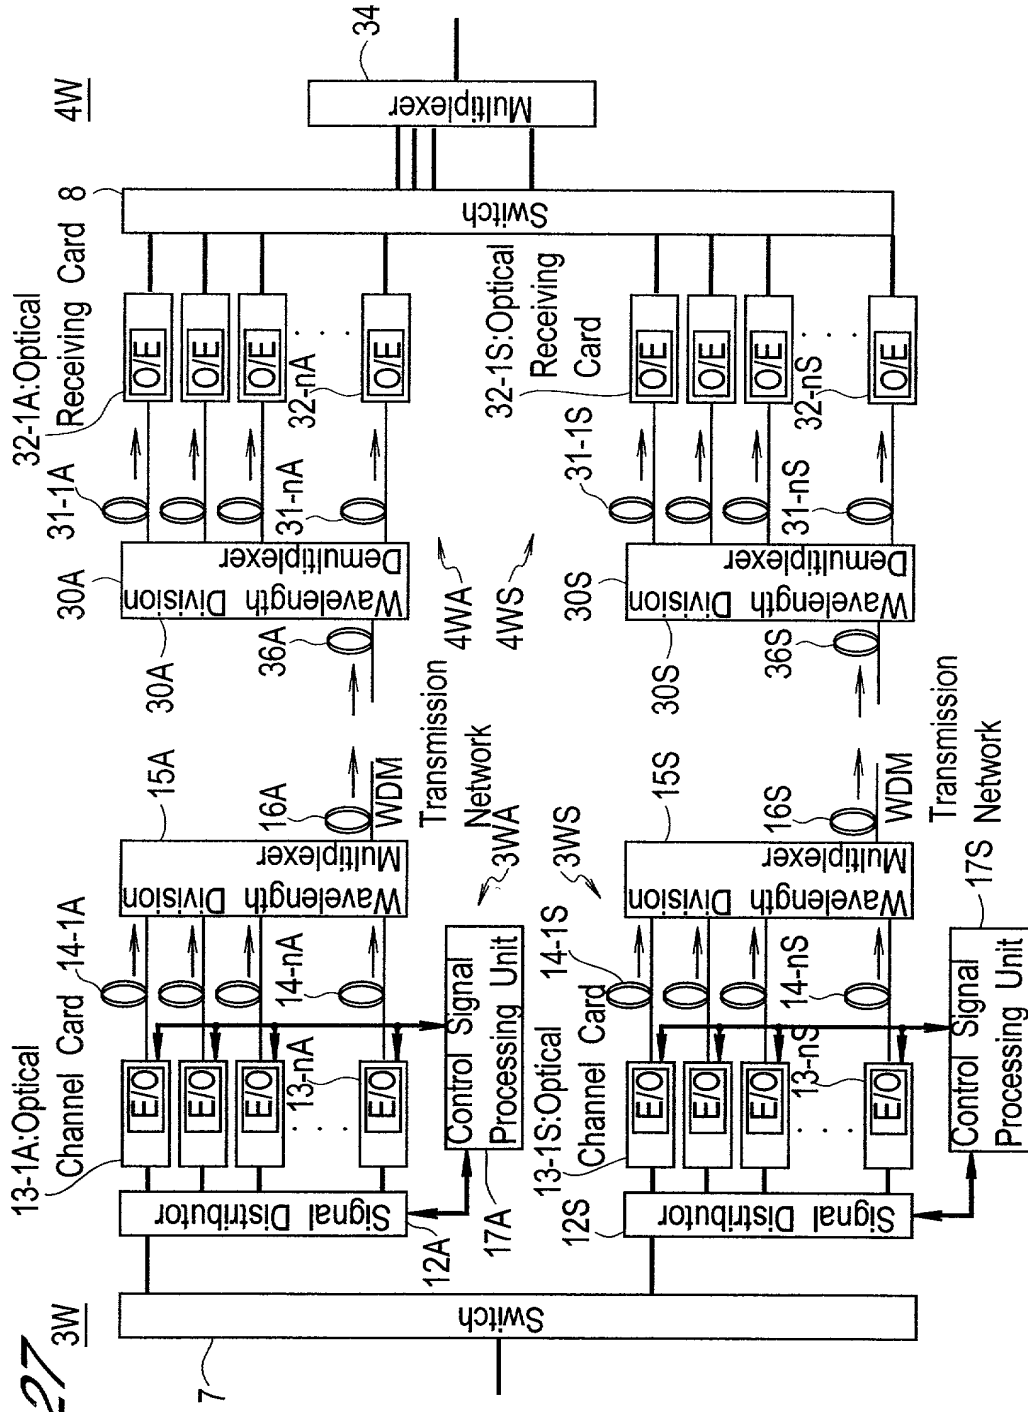 27
3W
7
Switch
12A
Signal Distributor
13-1A:Optical
Channel Card
E/O
E/O
E/O
E/O
13-nA
. . .
14-1A
14-nA
17A
Control Signal
Processing Unit
15A
Wavelength Division
Multiplexer
16A
WDM
Transmission
Network
3WA
3WS
12S
Signal Distributor
13-1S:Optical
Channel Card
E/O
E/O
E/O
E/O
13-nS
. . .
14-1S
14-nS
17S
Control Signal
Processing Unit
15S
Wavelength Division
Multiplexer
16S
WDM
Transmission
Network
4W
30A
30A
Wavelength Division
Demultiplexer
36A
31-1A
31-nA
32-1A:Optical
Receiving Card
O/E
O/E
O/E
O/E
32-nA
. . .
4WA
4WS
30S
30S
Wavelength Division
Demultiplexer
36S
31-1S
31-nS
32-1S:Optical
Receiving
Card
O/E
O/E
O/E
O/E
32-nS
. . .
8
Switch
Multiplexer
34